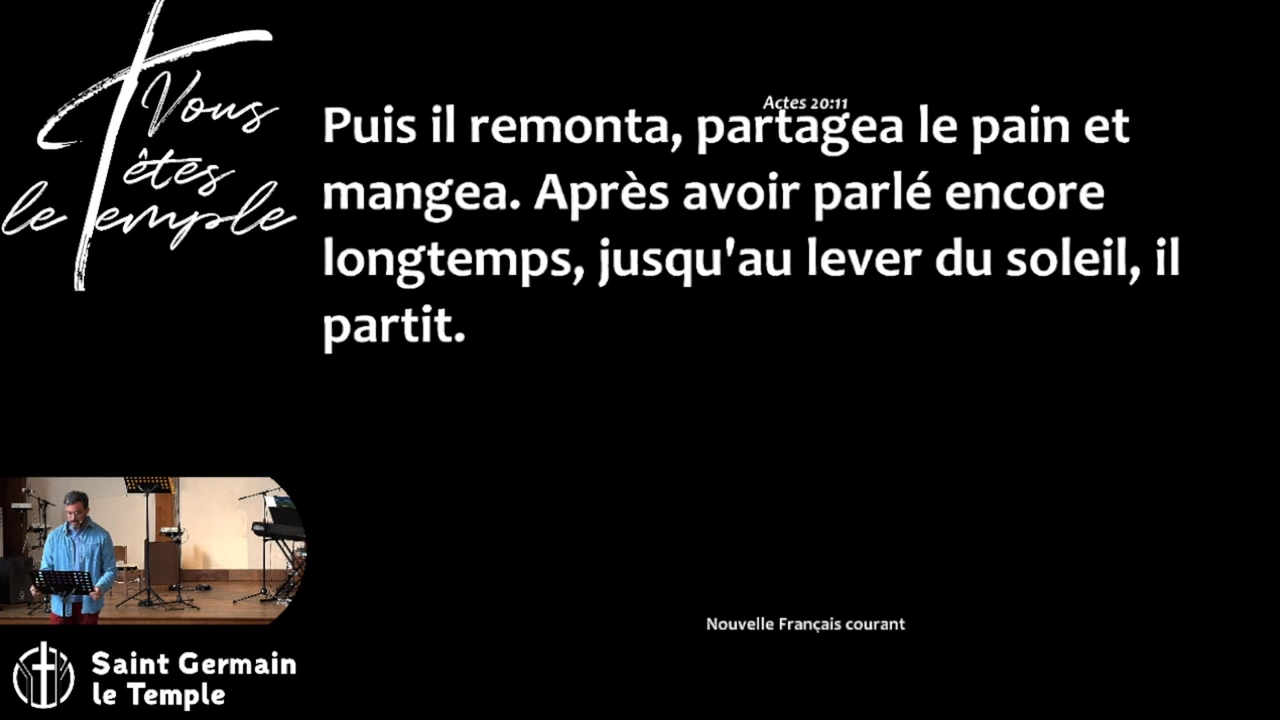 Vous
êtes
le Temple
Actes 20:11
Puis il remonta, partagea le pain et
mangea. Après avoir parlé encore
longtemps, jusqu'au lever du soleil, il
partit.
Nouvelle Français courant
Saint Germain
le Temple